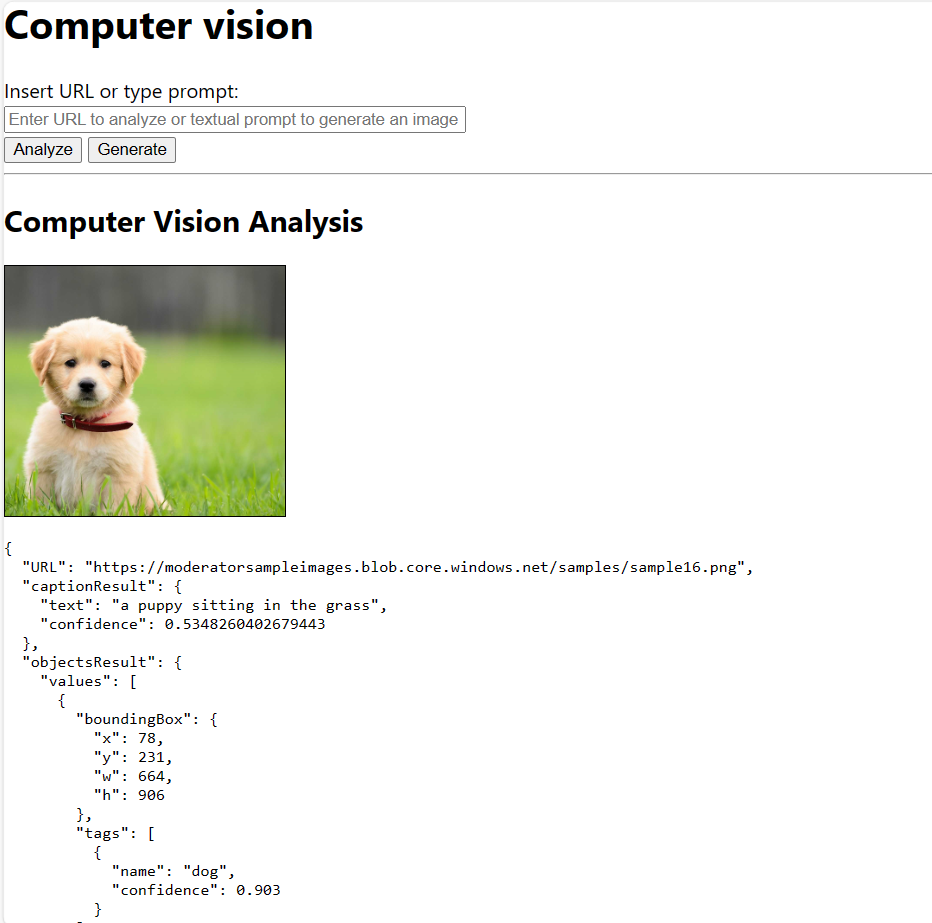 Computer vision
Insert URL or type prompt:
Enter URL to analyze or textual prompt to generate an image
Analyze Generate
Computer Vision Analysis
{
  "URL": "https://moderatorsampleimages.blob.core.windows.net/samples/sample16.png",
  "captionResult": {
    "text": "a puppy sitting in the grass",
    "confidence": 0.5348260402679443
  },
  "objectsResult": {
    "values": [
      {
        "boundingBox": {
          "x": 78,
          "y": 231,
          "w": 664,
          "h": 906
        },
        "tags": [
          {
            "name": "dog",
            "confidence": 0.903
          }